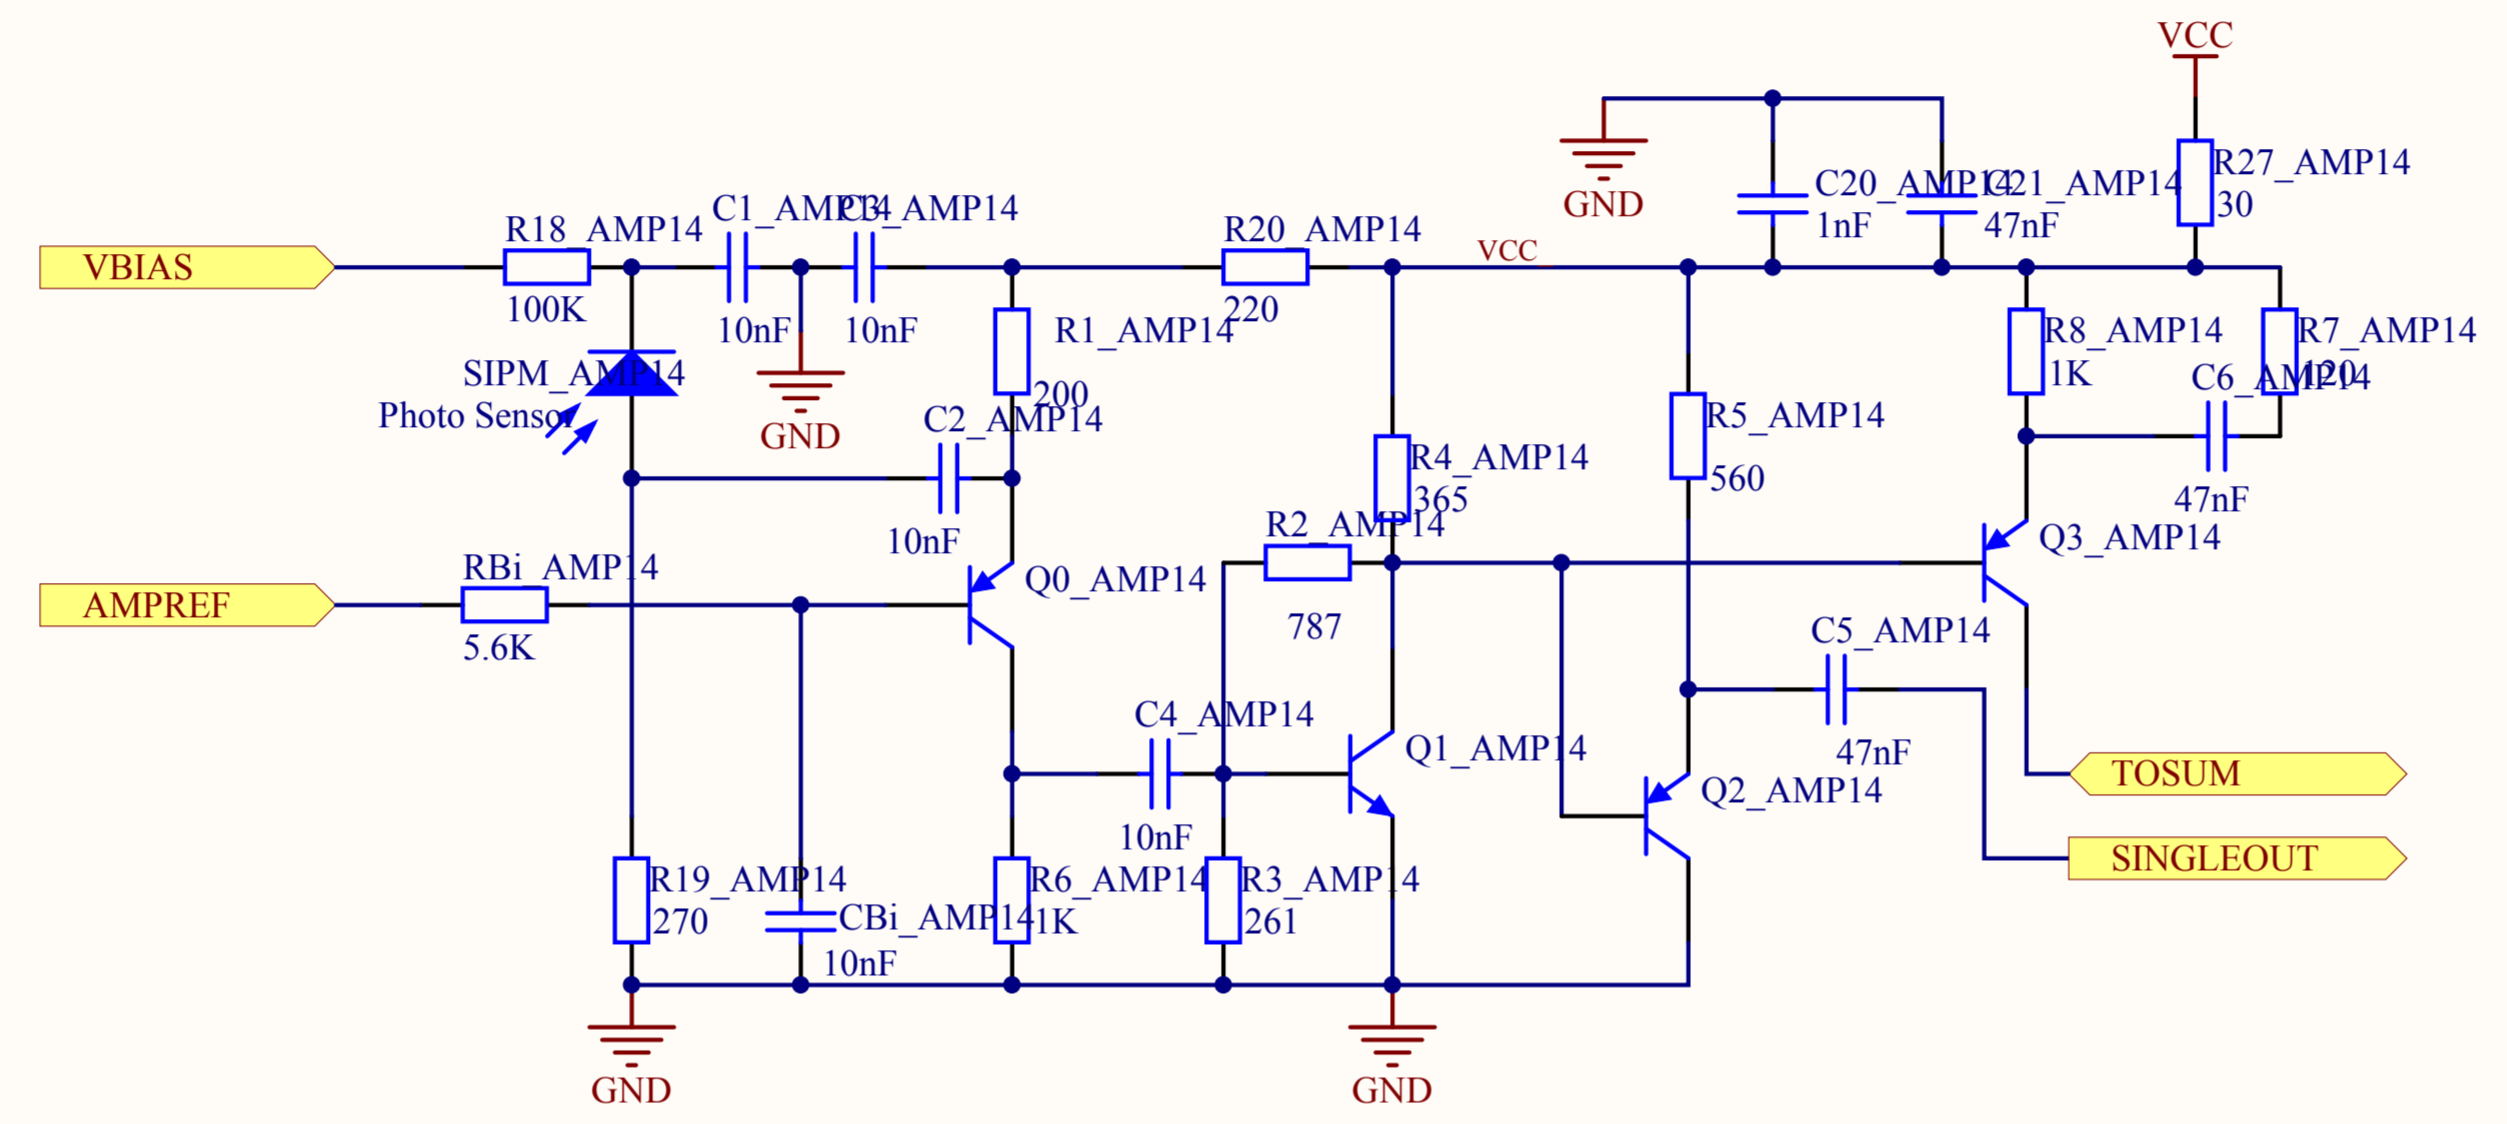 VCC
R27_AMP14
30
GND
C20_AMP14
1nF
C21_AMP14
47nF
VBIAS
R18_AMP14
100K
C1_AMP14
10nF
C3_AMP14
10nF
GND
R20_AMP14
220
VCC
R1_AMP14
200
R8_AMP14
1K
R7_AMP14
120
C6_AMP14
47nF
SIPM_AMP14
Photo Sensor
C2_AMP14
10nF
R4_AMP14
365
R5_AMP14
560
R2_AMP14
787
Q3_AMP14
AMPREF
RBi_AMP14
5.6K
Q0_AMP14
C5_AMP14
47nF
C4_AMP14
10nF
Q1_AMP14
Q2_AMP14
TOSUM
SINGLEOUT
R19_AMP14
270
CBi_AMP14
10nF
R6_AMP14
1K
R3_AMP14
261
GND
GND